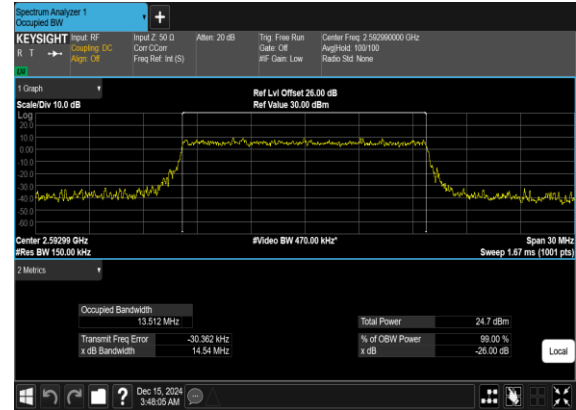 Spectrum Analyzer 1
Occupied BW
+
KEYSIGHT
R T
LU
Input: RF
Coupling: DC
Align: Off
Input Z: 50 Ω
Corr CCorr
Freq Ref: Int (S)
Atten: 20 dB
Trig: Free Run
Gate: Off
#IF Gain: Low
Center Freq: 2.592990000 GHz
Avg|Hold: 100/100
Radio Std: None
1 Graph
Scale/Div 10.0 dB
Ref Lvl Offset 26.00 dB
Ref Value 30.00 dBm
Log
20.0
10.0
0.00
-10.0
-20.0
-30.0
-40.0
-50.0
-60.0
Center 2.59299 GHz
#Res BW 150.00 kHz
#Video BW 470.00 kHz*
Span 30 MHz
Sweep 1.67 ms (1001 pts)
2 Metrics
Occupied Bandwidth
13.512 MHz
Total Power 24.7 dBm
Transmit Freq Error -30.362 kHz
x dB Bandwidth 14.54 MHz
% of OBW Power 99.00 %
x dB -26.00 dB
Local
?
Dec 15, 2024
3:48:05 AM